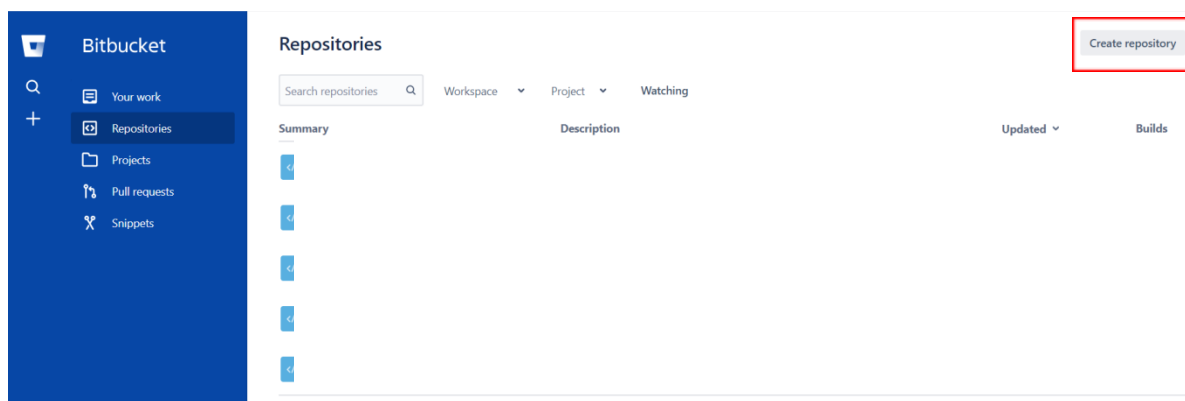 Bitbucket
Your work
Repositories
Projects
Pull requests
Snippets
Repositories
Create repository
Search repositories Workspace Project Watching
Summary Description Updated Builds